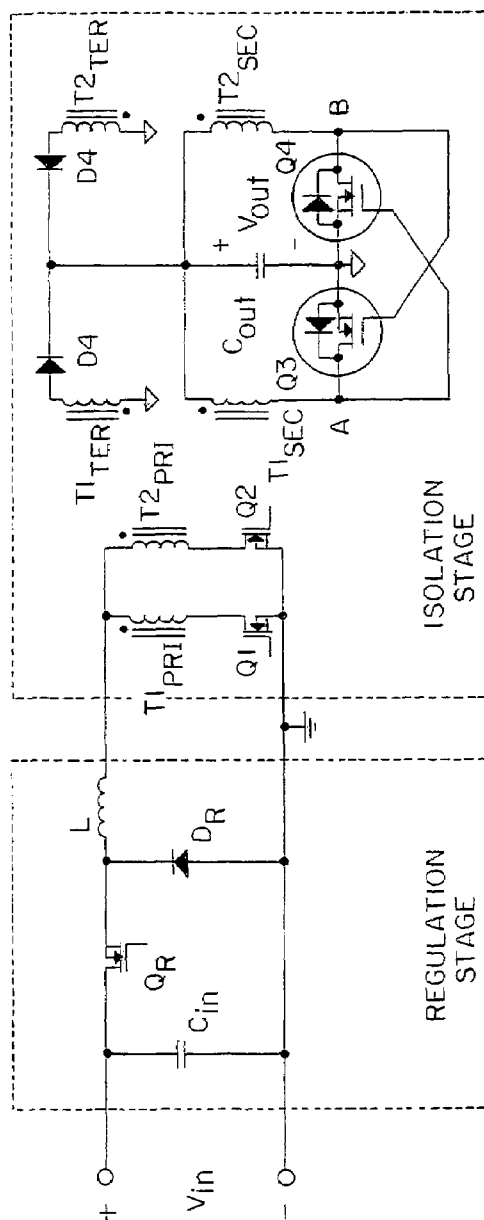 +
Vin
-
Cin
QR
DR
L
REGULATION
STAGE
T1PRI
T2PRI
Q1
Q2
T1TER
D4
D4
T2TER
T1SEC
T2SEC
Cout
+
Vout
-
Q3
Q4
A
B
ISOLATION
STAGE